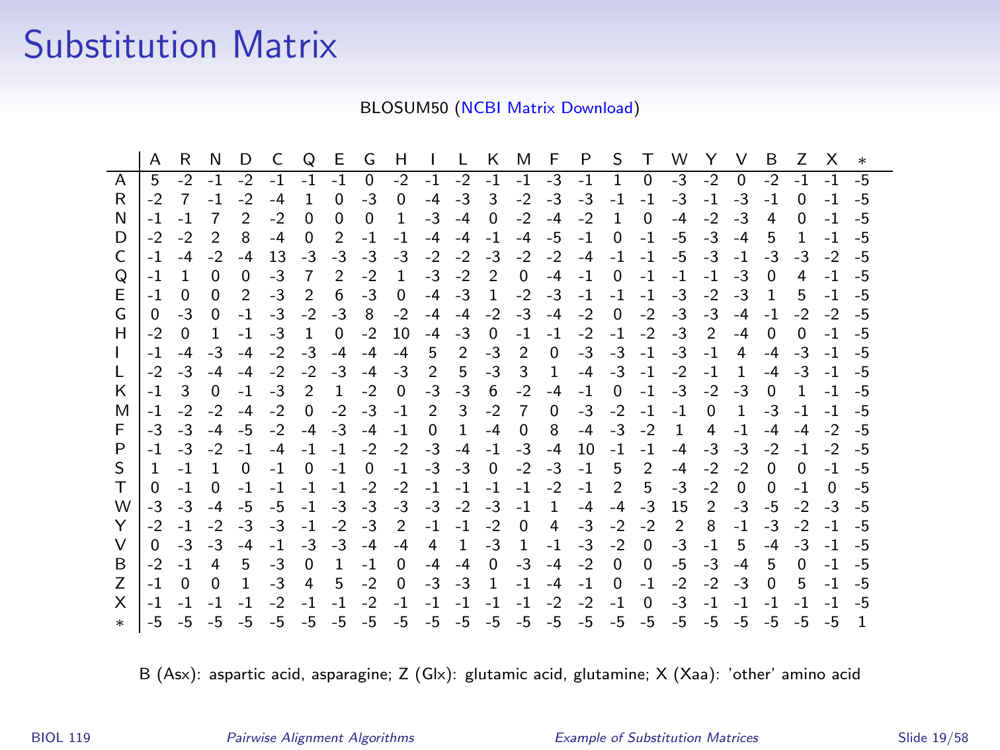 Substitution Matrix
BLOSUM50 (NCBI Matrix Download)
A R N D C Q E G H I L K M F P S T W Y V B Z X ∗
A 5 -2 -1 -2 -1 -1 -1 0 -2 -1 -2 -1 -1 -3 -1 1 0 -3 -2 0 -2 -1 -1 -5
R -2 7 -1 -2 -4 1 0 -3 0 -4 -3 3 -2 -3 -3 -1 -1 -3 -1 -3 -1 0 -1 -5
N -1 -1 7 2 -2 0 0 0 1 -3 -4 0 -2 -4 -2 1 0 -4 -2 -3 4 0 -1 -5
D -2 -2 2 8 -4 0 2 -1 -1 -4 -4 -1 -4 -5 -1 0 -1 -5 -3 -4 5 1 -1 -5
C -1 -4 -2 -4 13 -3 -3 -3 -3 -2 -2 -3 -2 -2 -4 -1 -1 -5 -3 -1 -3 -3 -2 -5
Q -1 1 0 0 -3 7 2 -2 1 -3 -2 2 0 -4 -1 0 -1 -1 -1 -3 0 4 -1 -5
E -1 0 0 2 -3 2 6 -3 0 -4 -3 1 -2 -3 -1 -1 -1 -3 -2 -3 1 5 -1 -5
G 0 -3 0 -1 -3 -2 -3 8 -2 -4 -4 -2 -3 -4 -2 0 -2 -3 -3 -4 -1 -2 -2 -5
H -2 0 1 -1 -3 1 0 -2 10 -4 -3 0 -1 -1 -2 -1 -2 -3 2 -4 0 0 -1 -5
I -1 -4 -3 -4 -2 -3 -4 -4 -4 5 2 -3 2 0 -3 -3 -1 -3 -1 4 -4 -3 -1 -5
L -2 -3 -4 -4 -2 -2 -3 -4 -3 2 5 -3 3 1 -4 -3 -1 -2 -1 1 -4 -3 -1 -5
K -1 3 0 -1 -3 2 1 -2 0 -3 -3 6 -2 -4 -1 0 -1 -3 -2 -3 0 1 -1 -5
M -1 -2 -2 -4 -2 0 -2 -3 -1 2 3 -2 7 0 -3 -2 -1 -1 0 1 -3 -1 -1 -5
F -3 -3 -4 -5 -2 -4 -3 -4 -1 0 1 -4 0 8 -4 -3 -2 1 4 -1 -4 -4 -2 -5
P -1 -3 -2 -1 -4 -1 -1 -2 -2 -3 -4 -1 -3 -4 10 -1 -1 -4 -3 -3 -2 -1 -2 -5
S 1 -1 1 0 -1 0 -1 0 -1 -3 -3 0 -2 -3 -1 5 2 -4 -2 -2 0 0 -1 -5
T 0 -1 0 -1 -1 -1 -1 -2 -2 -1 -1 -1 -1 -2 -1 2 5 -3 -2 0 0 -1 0 -5
W -3 -3 -4 -5 -5 -1 -3 -3 -3 -3 -2 -3 -1 1 -4 -4 -3 15 2 -3 -5 -2 -3 -5
Y -2 -1 -2 -3 -3 -1 -2 -3 2 -1 -1 -2 0 4 -3 -2 -2 2 8 -1 -3 -2 -1 -5
V 0 -3 -3 -4 -1 -3 -3 -4 -4 4 1 -3 1 -1 -3 -2 0 -3 -1 5 -4 -3 -1 -5
B -2 -1 4 5 -3 0 1 -1 0 -4 -4 0 -3 -4 -2 0 0 -5 -3 -4 5 0 -1 -5
Z -1 0 0 1 -3 4 5 -2 0 -3 -3 1 -1 -4 -1 0 -1 -2 -2 -3 0 5 -1 -5
X -1 -1 -1 -1 -2 -1 -1 -2 -1 -1 -1 -1 -1 -2 -2 -1 0 -3 -1 -1 -1 -1 -1 -5
∗ -5 -5 -5 -5 -5 -5 -5 -5 -5 -5 -5 -5 -5 -5 -5 -5 -5 -5 -5 -5 -5 -5 -5 1
B (Asx): aspartic acid, asparagine; Z (Glx): glutamic acid, glutamine; X (Xaa): 'other' amino acid
BIOL 119 Pairwise Alignment Algorithms Example of Substitution Matrices Slide 19/58